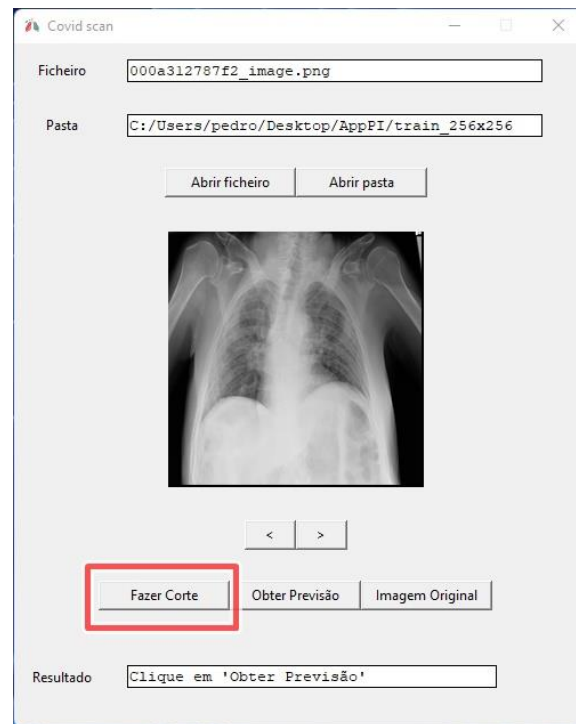 Covid scan
Ficheiro 000a312787f2_image.png
Pasta C:/Users/pedro/Desktop/AppPI/train_256x256
Abrir ficheiro Abrir pasta
< >
Fazer Corte Obter Previsão Imagem Original
Resultado Clique em 'Obter Previsão'